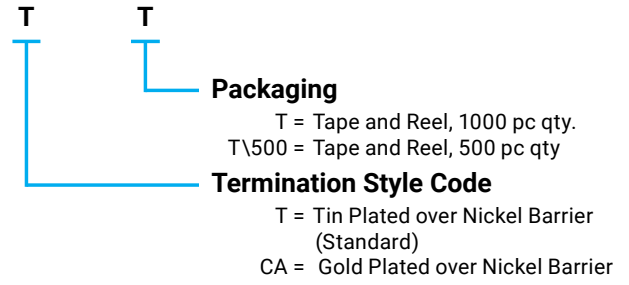 T T
Packaging
T = Tape and Reel, 1000 pc qty.
T\500 = Tape and Reel, 500 pc qty
Termination Style Code
T = Tin Plated over Nickel Barrier
(Standard)
CA = Gold Plated over Nickel Barrier